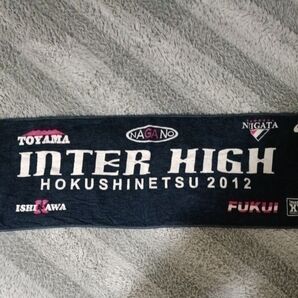 TOYAMA
NAGANO
NIIGATA
INTER HIGH
HOKUSHINETSU 2012
ISHIKAWA
FUKUI